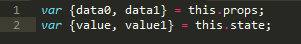 1 var {data0, data1} = this.props;
2 var {value, value1} = this.state;